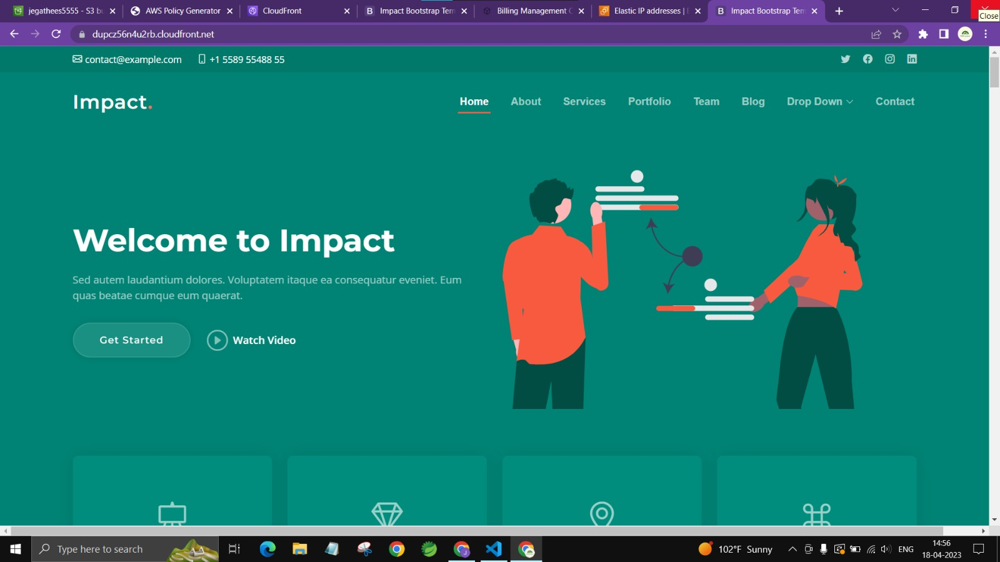 jegathees5555 - S3 bu
AWS Policy Generator
CloudFront
Impact Bootstrap Tem
Billing Management C
Elastic IP addresses | E
Impact Bootstrap Tem
Close
dupcz56n4u2rb.cloudfront.net
contact@example.com
+1 5589 55488 55
Impact.
Home
About
Services
Portfolio
Team
Blog
Drop Down
Contact
Welcome to Impact
Sed autem laudantium dolores. Voluptatem itaque ea consequatur eveniet. Eum
quas beatae cumque eum quaerat.
Get Started
Watch Video
Type here to search
102°F Sunny
ENG
14:56
18-04-2023